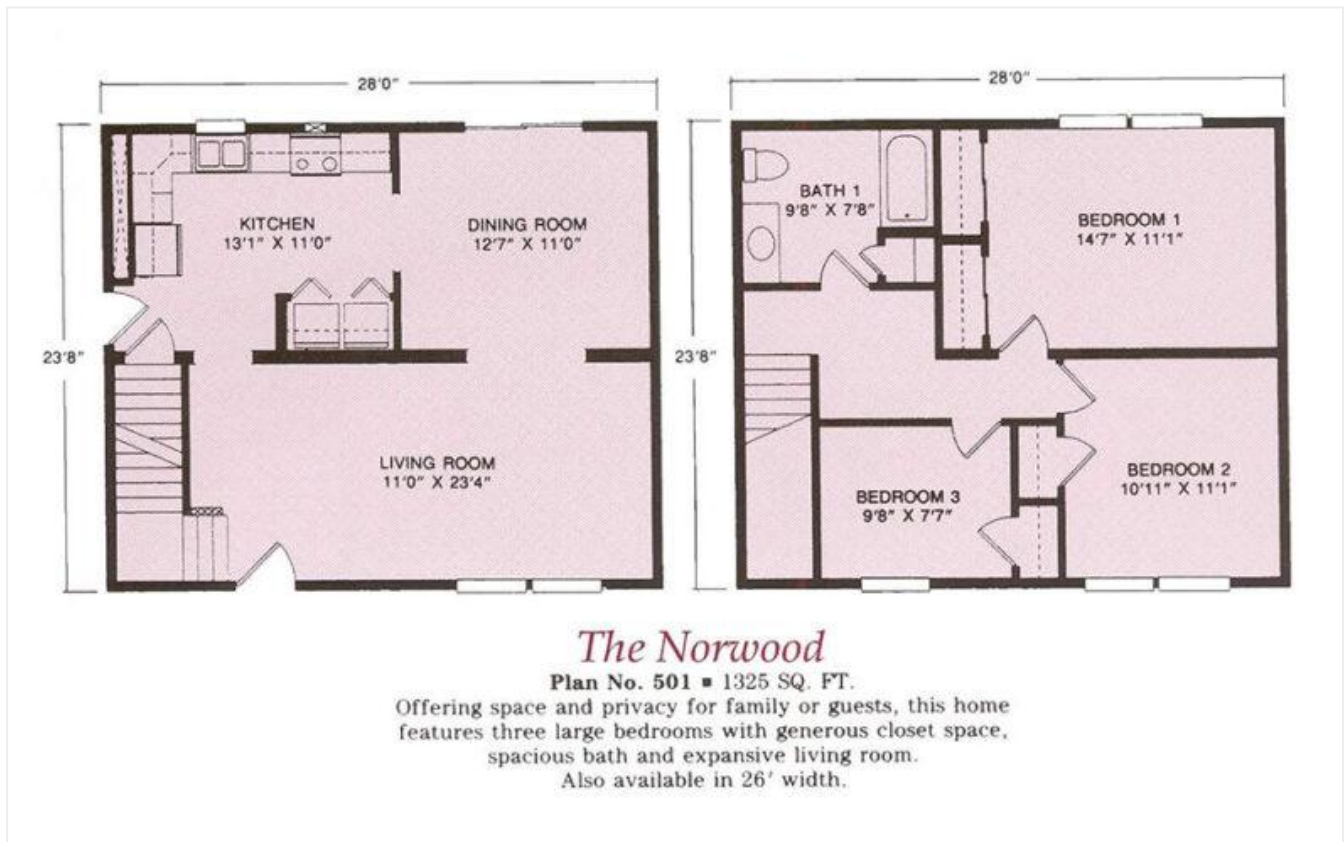 28'0"
28'0"
KITCHEN
13'1" X 11'0"
DINING ROOM
12'7" X 11'0"
BATH 1
9'8" X 7'8"
BEDROOM 1
14'7" X 11'1"
23'8"
23'8"
LIVING ROOM
11'0" X 23'4"
BEDROOM 3
9'8" X 7'7"
BEDROOM 2
10'11" X 11'1"
The Norwood
Plan No. 501 ▪ 1325 SQ. FT.
Offering space and privacy for family or guests, this home
features three large bedrooms with generous closet space,
spacious bath and expansive living room.
Also available in 26' width.